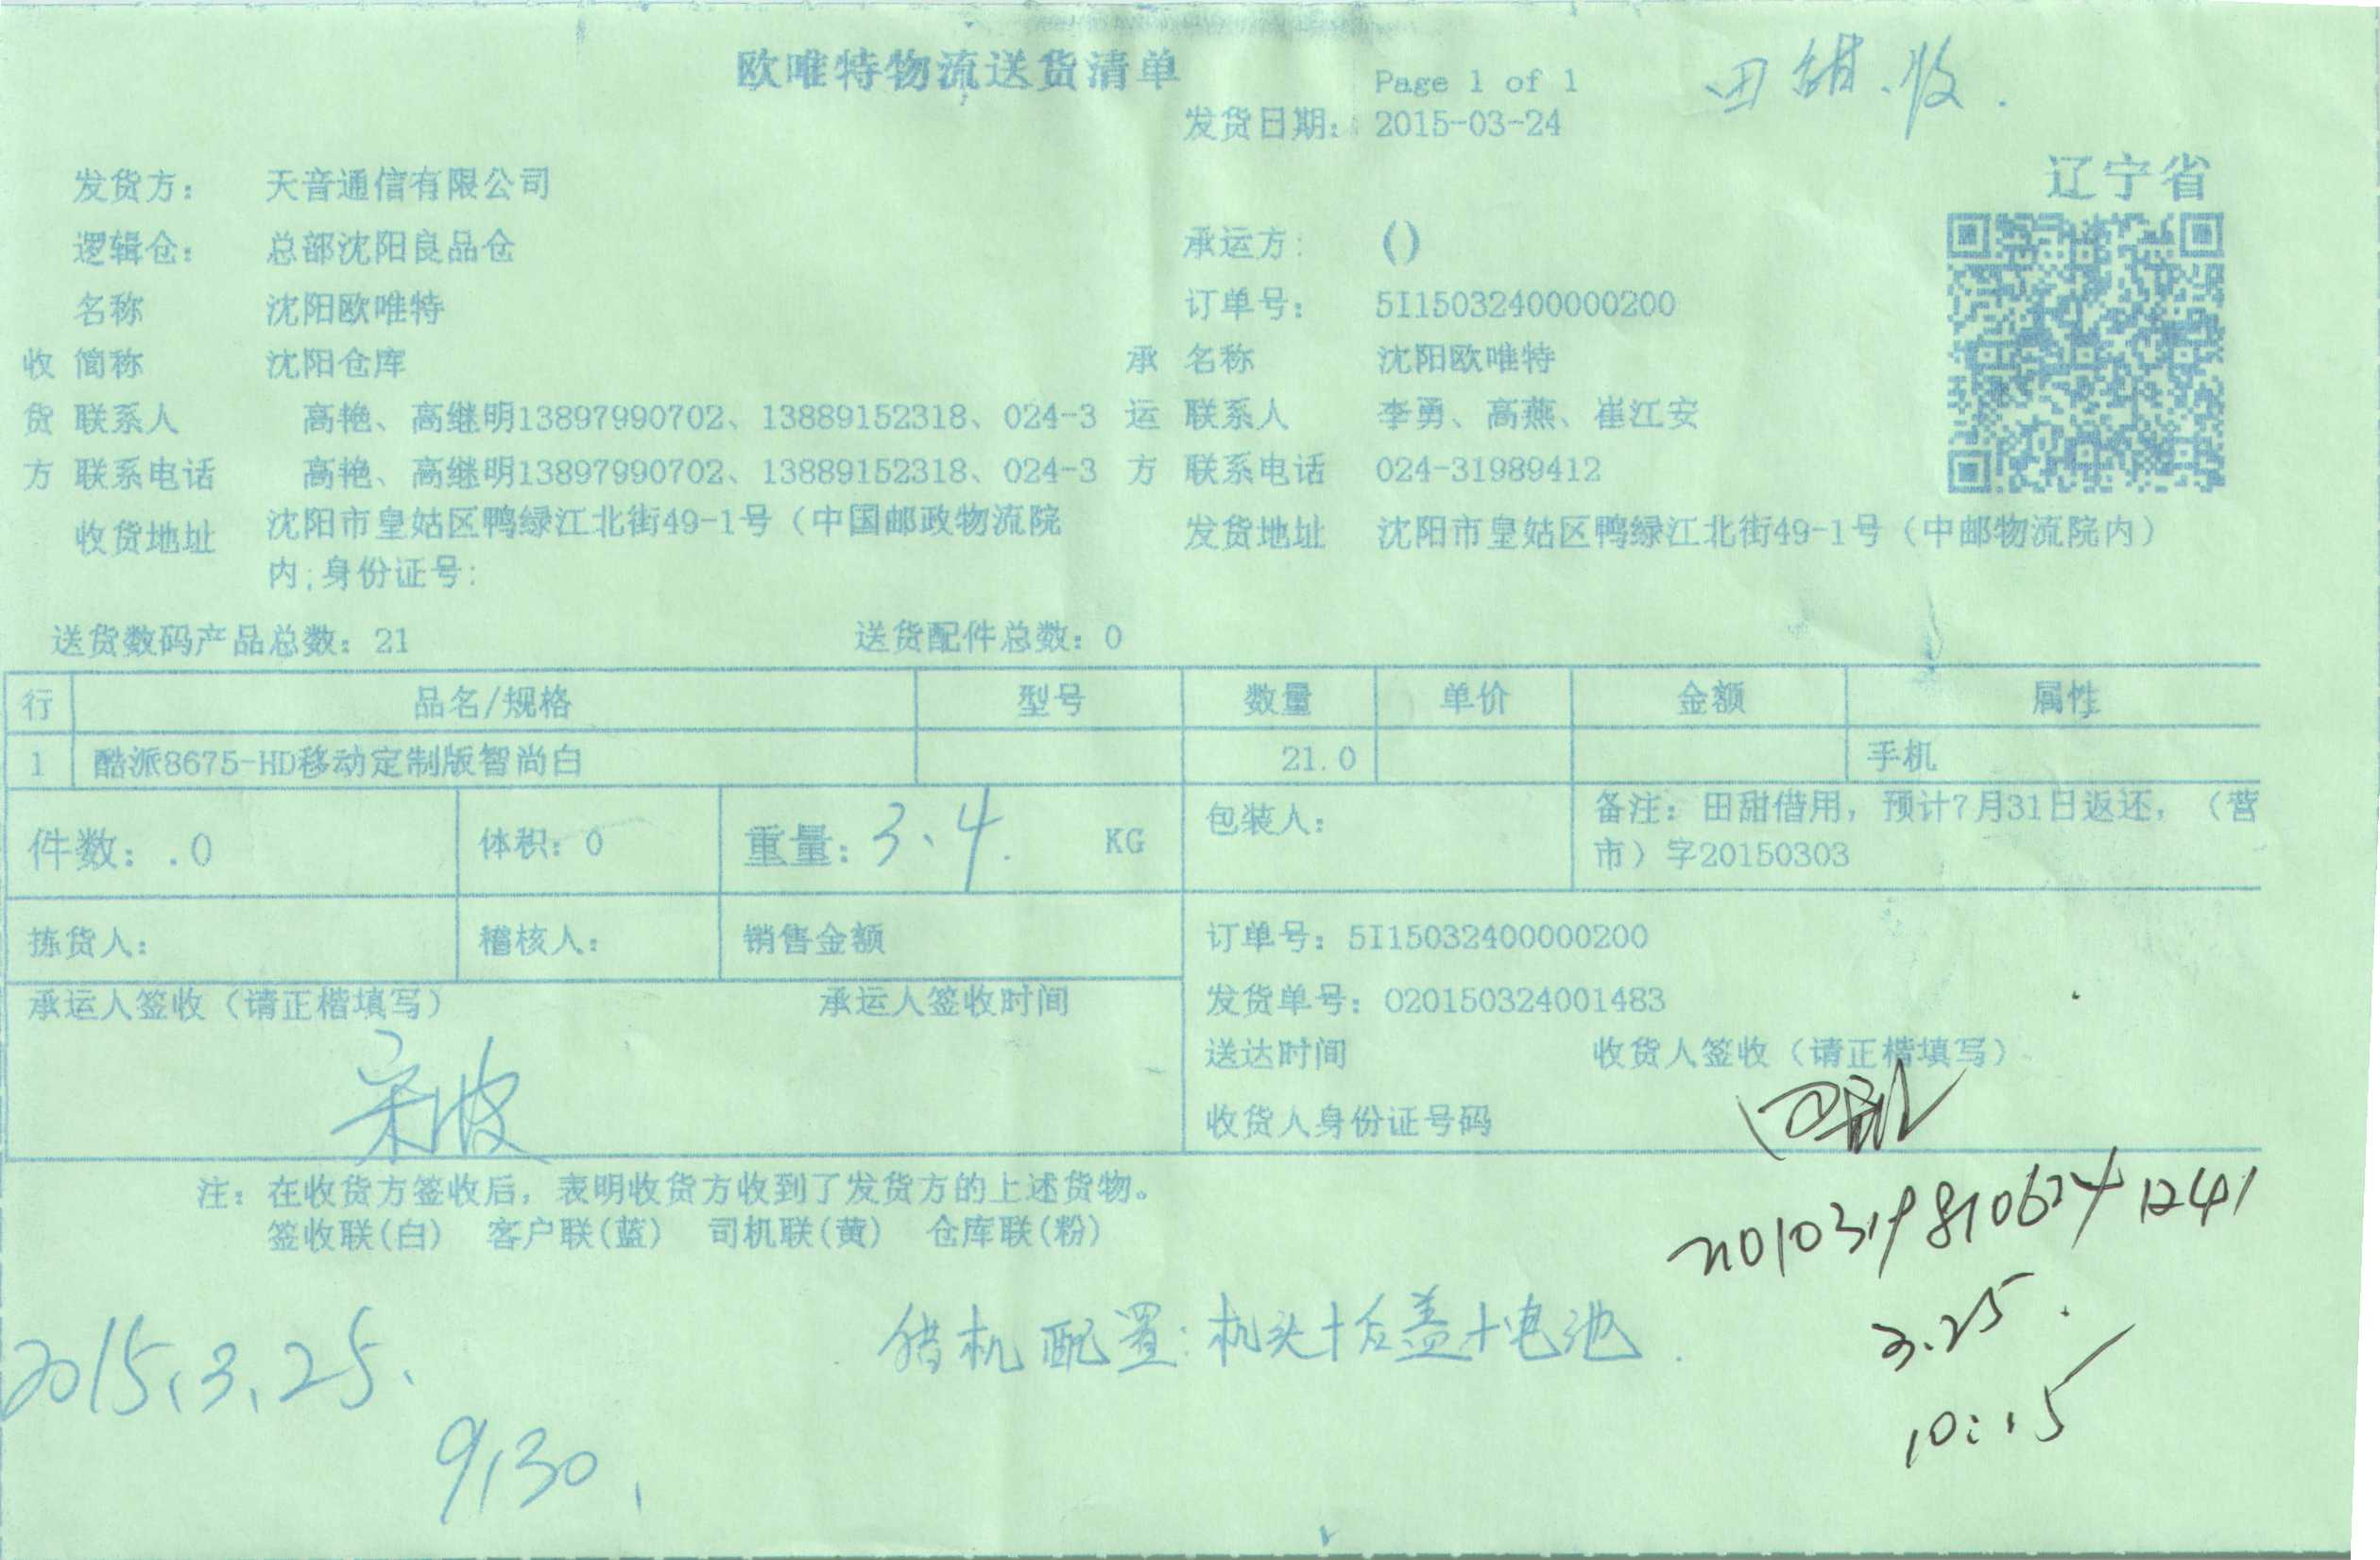 欧唯特物流送货清单
Page 1 of 1
田甜.收.
发货日期: 2015-03-24
辽宁省
发货方: 天音通信有限公司
逻辑仓: 总部沈阳良品仓 承运方: ()
名称 沈阳欧唯特 订单号: 5I15032400000200
收 简称 沈阳仓库 承 名称 沈阳欧唯特
货 联系人 高艳、高继明13897990702、13889152318、024-3 运 联系人 李勇、高燕、崔江安
方 联系电话 高艳、高继明13897990702、13889152318、024-3 方 联系电话 024-31989412
收货地址 沈阳市皇姑区鸭绿江北街49-1号(中国邮政物流院
内;身份证号:
发货地址 沈阳市皇姑区鸭绿江北街49-1号(中邮物流院内)
送货数码产品总数: 21 送货配件总数: 0
行 品名/规格 型号 数量 单价 金额 属性
1 酷派8675-HD移动定制版智尚白 21.0 手机
件数: .0 体积: 0 重量: 3.4. KG 包装人:
备注: 田甜借用, 预计7月31日返还, (营
市)字20150303
拣货人: 稽核人: 销售金额 订单号: 5I15032400000200
承运人签收(请正楷填写) 承运人签收时间 发货单号: O20150324001483
送达时间 收货人签收(请正楷填写)
宋波
收货人身份证号码
注: 在收货方签收后, 表明收货方收到了发货方的上述货物。
签收联(白) 客户联(蓝) 司机联(黄) 仓库联(粉)
2015.3.25.
9.30.
配置:机头+后盖+电池.
3.25.
10:15